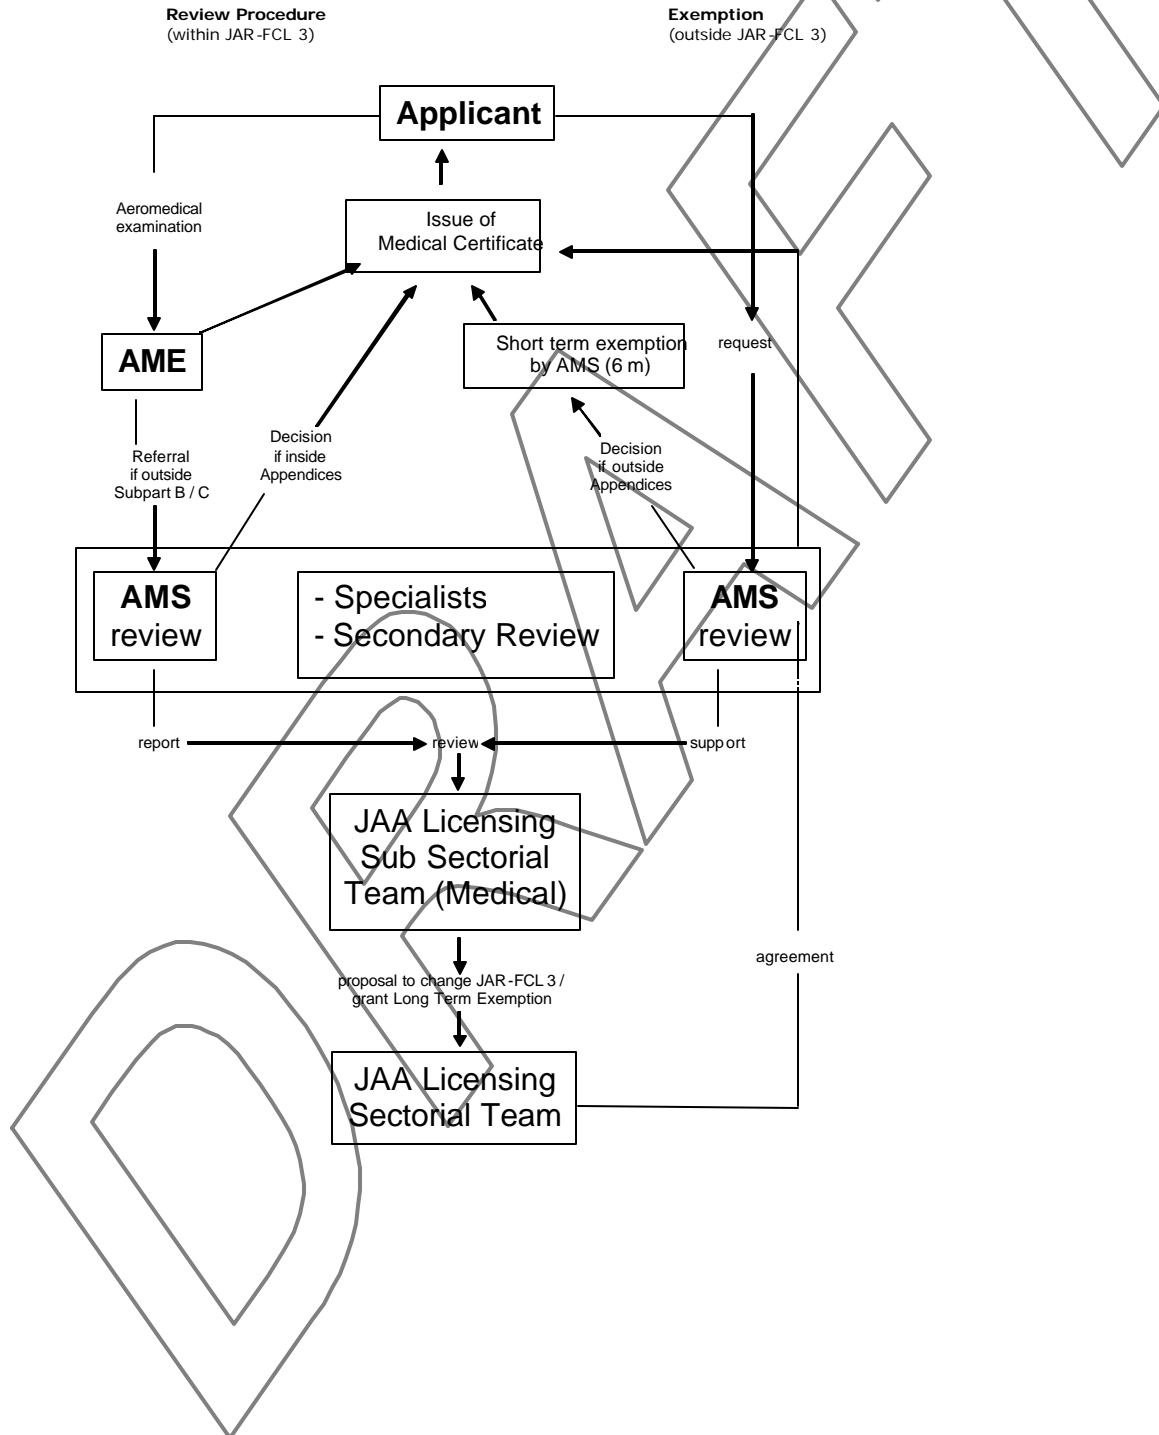 Review Procedure
(within JAR-FCL 3)
Exemption
(outside JAR-FCL 3)
Applicant
Aeromedical
examination
Issue of
Medical Certificate
AME
Short term exemption
by AMS (6 m)
request
Referral
if outside
Subpart B / C
Decision
if inside
Appendices
Decision
if outside
Appendices
AMS
review
- Specialists
- Secondary Review
AMS
review
report
review
support
JAA Licensing
Sub Sectorial
Team (Medical)
proposal to change JAR-FCL 3 /
grant Long Term Exemption
agreement
JAA Licensing
Sectorial Team
DRAFT